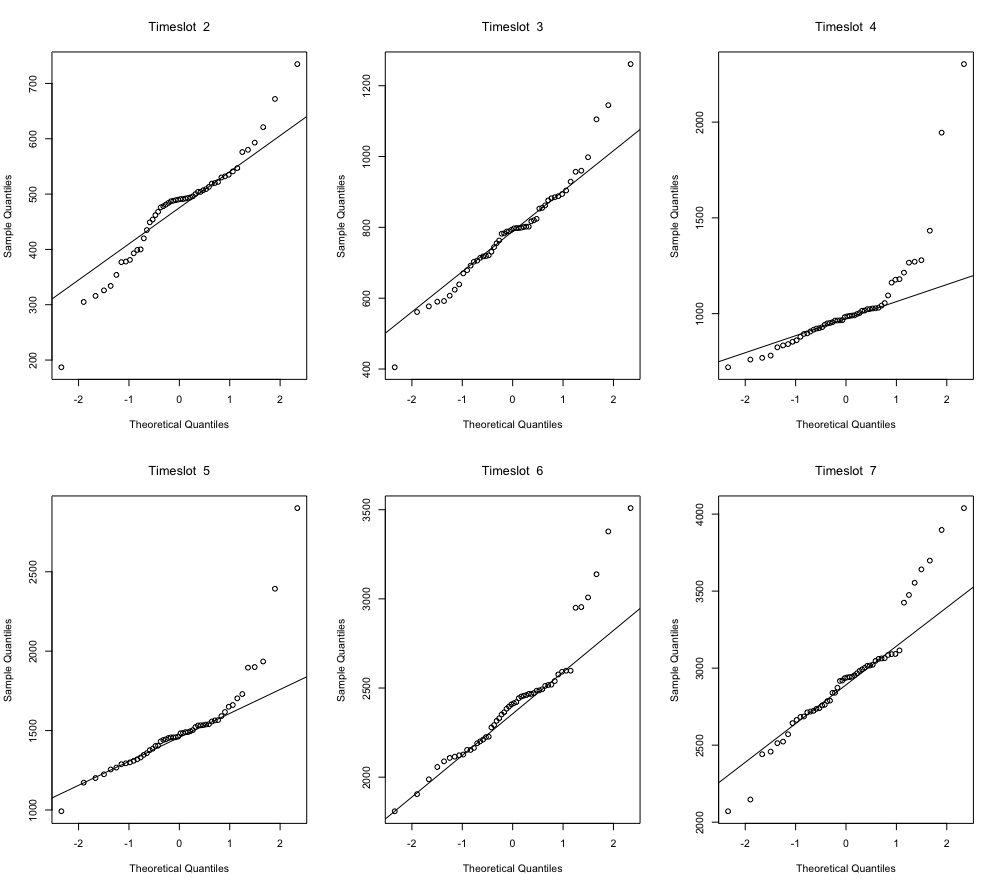 Timeslot 2
Sample Quantiles
700
600
500
400
300
200
-2 -1 0 1 2
Theoretical Quantiles
Timeslot 3
Sample Quantiles
1200
1000
800
600
400
-2 -1 0 1 2
Theoretical Quantiles
Timeslot 4
Sample Quantiles
2000
1500
1000
-2 -1 0 1 2
Theoretical Quantiles
Timeslot 5
Sample Quantiles
2500
2000
1500
1000
-2 -1 0 1 2
Theoretical Quantiles
Timeslot 6
Sample Quantiles
3500
3000
2500
2000
-2 -1 0 1 2
Theoretical Quantiles
Timeslot 7
Sample Quantiles
4000
3500
3000
2500
2000
-2 -1 0 1 2
Theoretical Quantiles